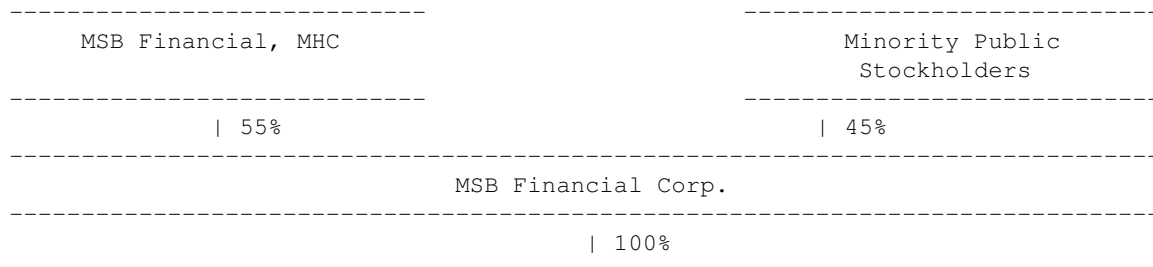 ----------------------------- -----------------------------
MSB Financial, MHC Minority Public
Stockholders
----------------------------- -----------------------------
| 55% | 45%
--------------------------------------------------------------------------------
MSB Financial Corp.
--------------------------------------------------------------------------------
| 100%